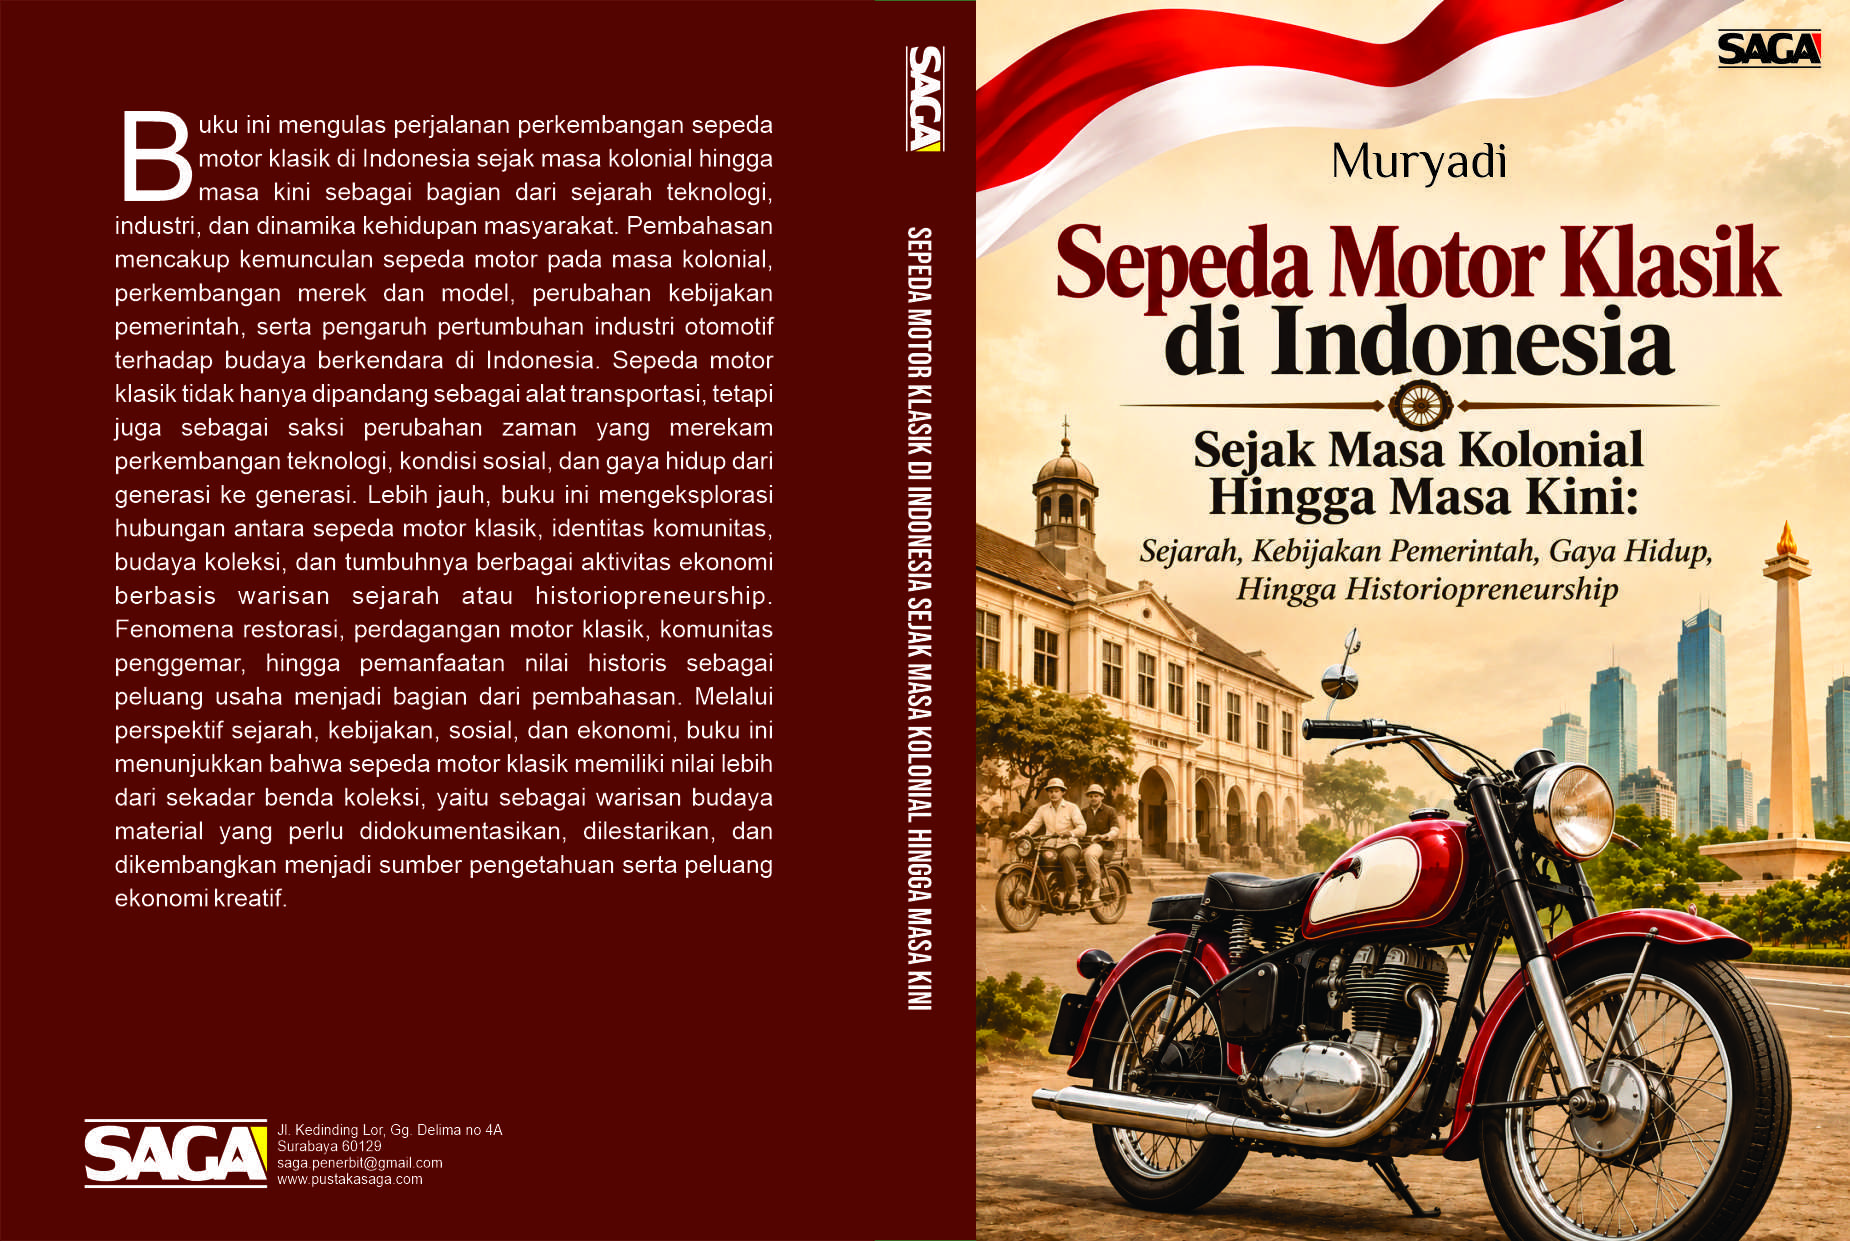 Buku ini mengulas perjalanan perkembangan sepeda
motor klasik di Indonesia sejak masa kolonial hingga
masa kini sebagai bagian dari sejarah teknologi,
industri, dan dinamika kehidupan masyarakat. Pembahasan
mencakup kemunculan sepeda motor pada masa kolonial,
perkembangan merek dan model, perubahan kebijakan
pemerintah, serta pengaruh pertumbuhan industri otomotif
terhadap budaya berkendara di Indonesia. Sepeda motor
klasik tidak hanya dipandang sebagai alat transportasi, tetapi
juga sebagai saksi perubahan zaman yang merekam
perkembangan teknologi, kondisi sosial, dan gaya hidup dari
generasi ke generasi. Lebih jauh, buku ini mengeksplorasi
hubungan antara sepeda motor klasik, identitas komunitas,
budaya koleksi, dan tumbuhnya berbagai aktivitas ekonomi
berbasis warisan sejarah atau historiopreneurship.
Fenomena restorasi, perdagangan motor klasik, komunitas
penggemar, hingga pemanfaatan nilai historis sebagai
peluang usaha menjadi bagian dari pembahasan. Melalui
perspektif sejarah, kebijakan, sosial, dan ekonomi, buku ini
menunjukkan bahwa sepeda motor klasik memiliki nilai lebih
dari sekadar benda koleksi, yaitu sebagai warisan budaya
material yang perlu didokumentasikan, dilestarikan, dan
dikembangkan menjadi sumber pengetahuan serta peluang
ekonomi kreatif.
SAGA
Jl. Kedinding Lor, Gg. Delima no 4A
Surabaya 60129
saga.penerbit@gmail.com
www.pustakasaga.com
SAGA
SEPEDA MOTOR KLASIK DI INDONESIA SEJAK MASA KOLONIAL HINGGA MASA KINI
SAGA
Muryadi
Sepeda Motor Klasik
di Indonesia
Sejak Masa Kolonial
Hingga Masa Kini:
Sejarah, Kebijakan Pemerintah, Gaya Hidup,
Hingga Historiopreneurship